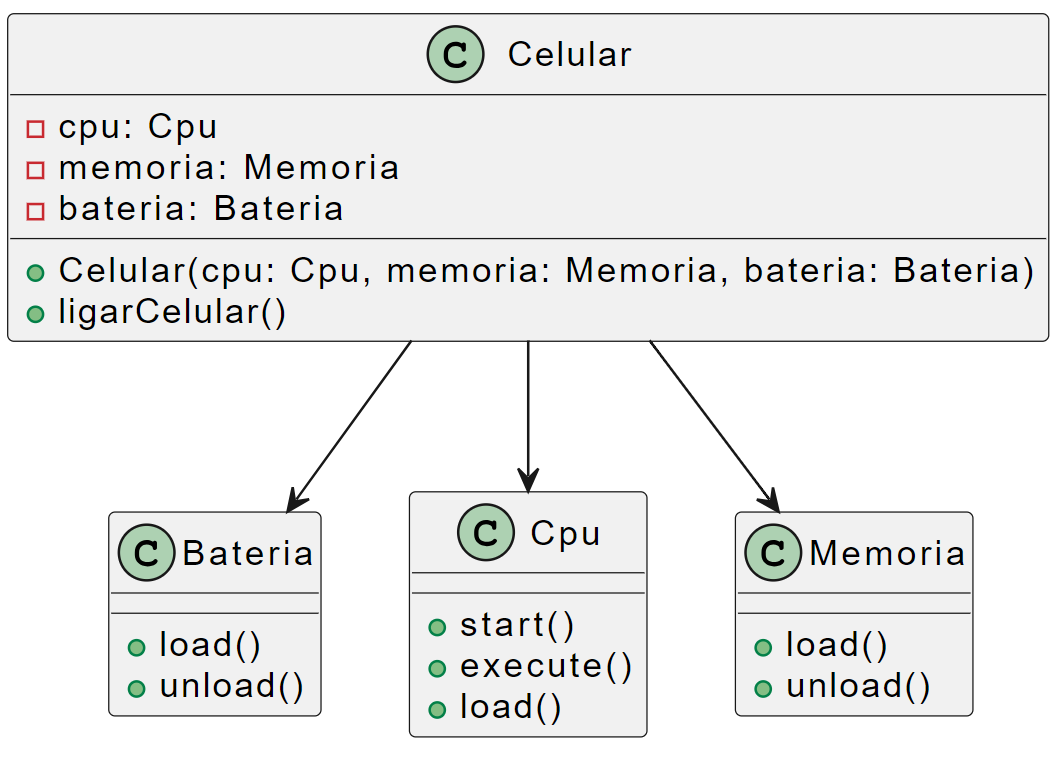 C Celular
cpu: Cpu
memoria: Memoria
bateria: Bateria
Celular(cpu: Cpu, memoria: Memoria, bateria: Bateria)
ligarCelular()
C Bateria
load()
unload()
C Cpu
start()
execute()
load()
C Memoria
load()
unload()